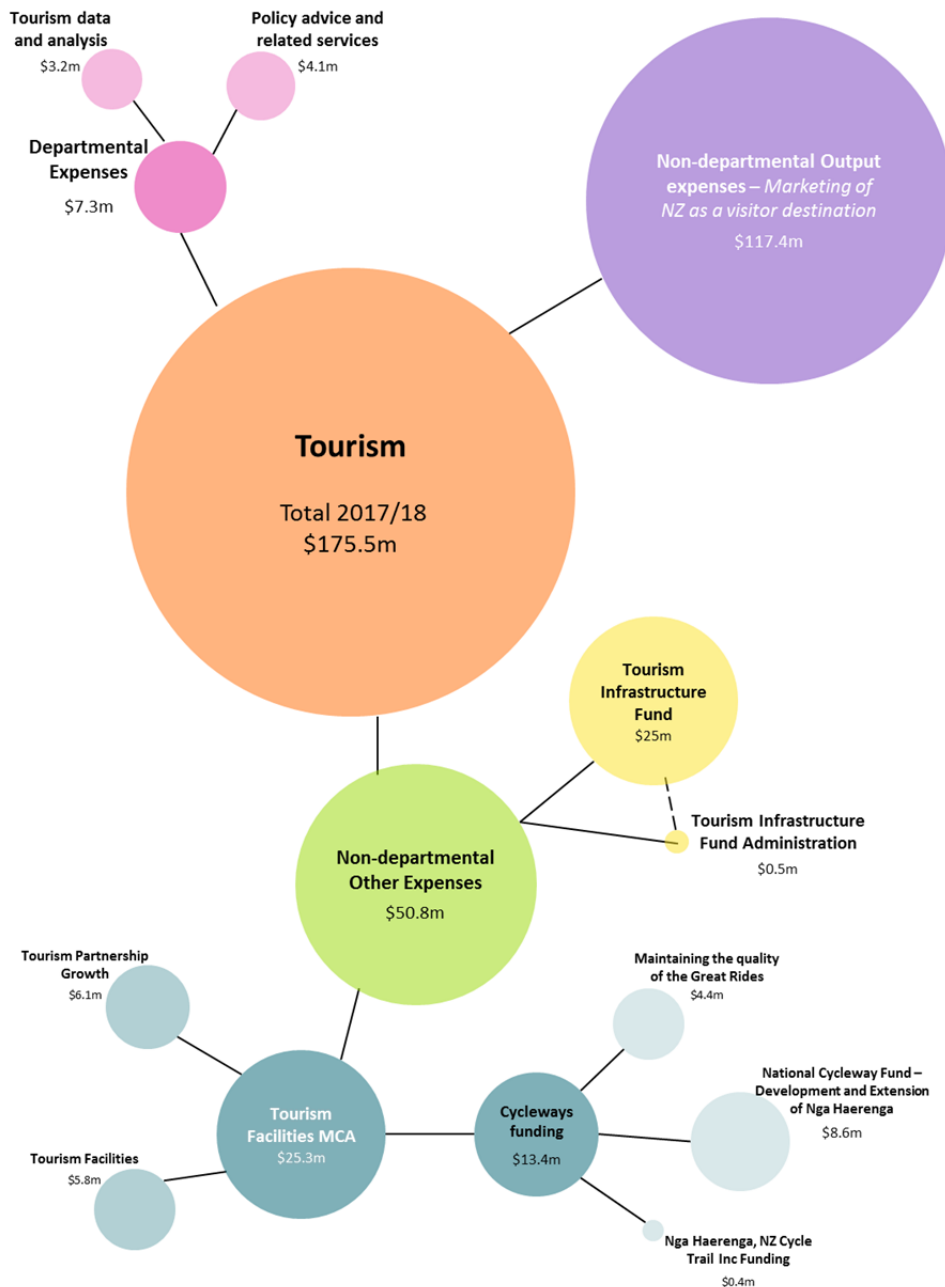 Tourism data
and analysis
$3.2m
Policy advice and
related services
$4.1m
Departmental
Expenses
$7.3m
Non-departmental Output
expenses – Marketing of
NZ as a visitor destination
$117.4m
Tourism
Total 2017/18
$175.5m
Tourism
Infrastructure
Fund
$25m
Tourism Infrastructure
Fund Administration
$0.5m
Non-departmental
Other Expenses
$50.8m
Tourism Partnership
Growth
$6.1m
Maintaining the quality
of the Great Rides
$4.4m
National Cycleway Fund –
Development and Extension
of Nga Haerenga
$8.6m
Tourism
Facilities MCA
$25.3m
Cycleways
funding
$13.4m
Tourism Facilities
$5.8m
Nga Haerenga, NZ Cycle
Trail Inc Funding
$0.4m